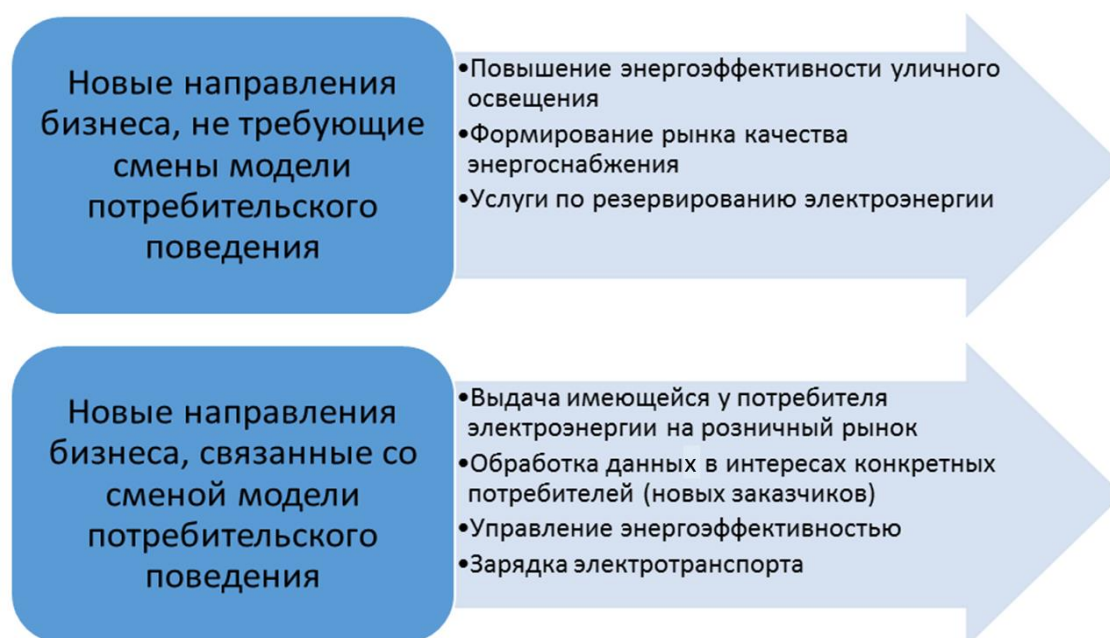 Новые направления
бизнеса, не требующие
смены модели
потребительского
поведения
•Повышение энергоэффективности уличного
освещения
•Формирование рынка качества
энергоснабжения
•Услуги по резервированию электроэнергии
Новые направления
бизнеса, связанные со
сменой модели
потребительского
поведения
•Выдача имеющейся у потребителя
электроэнергии на розничный рынок
•Обработка данных в интересах конкретных
потребителей (новых заказчиков)
•Управление энергоэффективностью
•Зарядка электротранспорта